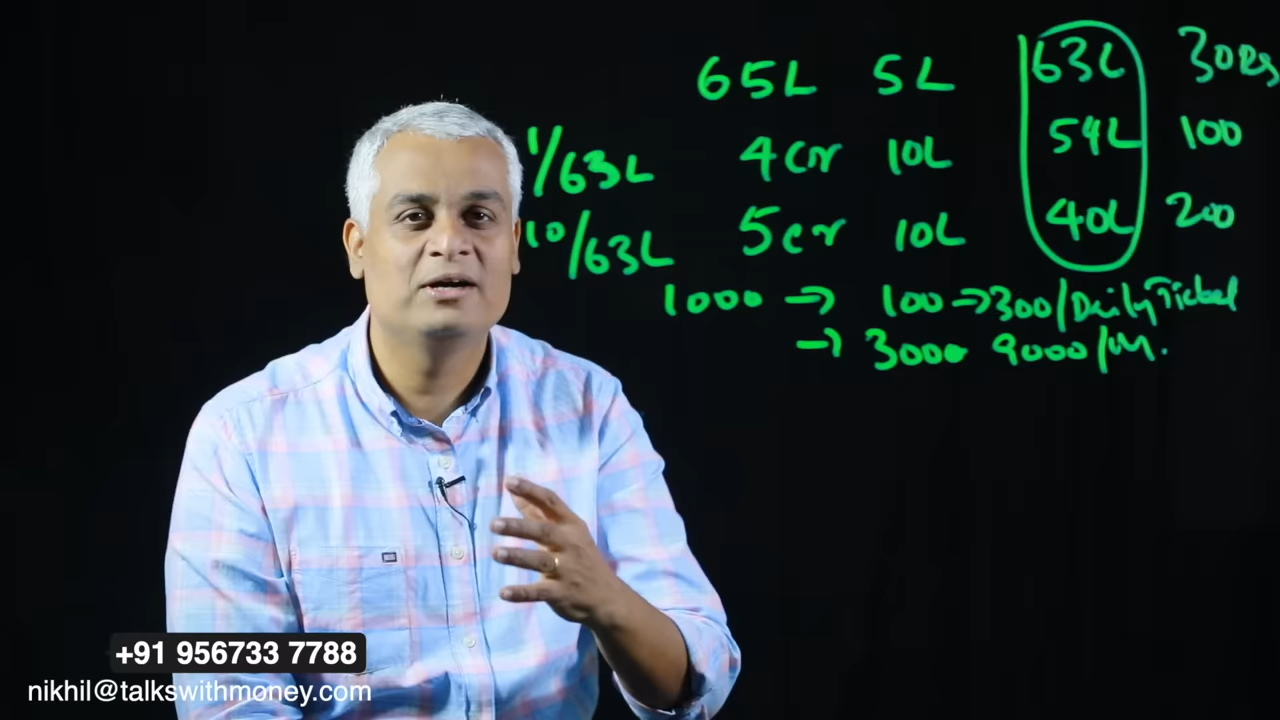 65L 5L 63L 30Rs
1/63L 4Cr 10L 54L 100
10/63L 5Cr 10L 40L 200
1000 → 100 → 300/Daily Ticket
→ 3000 9000/M.
+91 956733 7788
nikhil@talkswithmoney.com